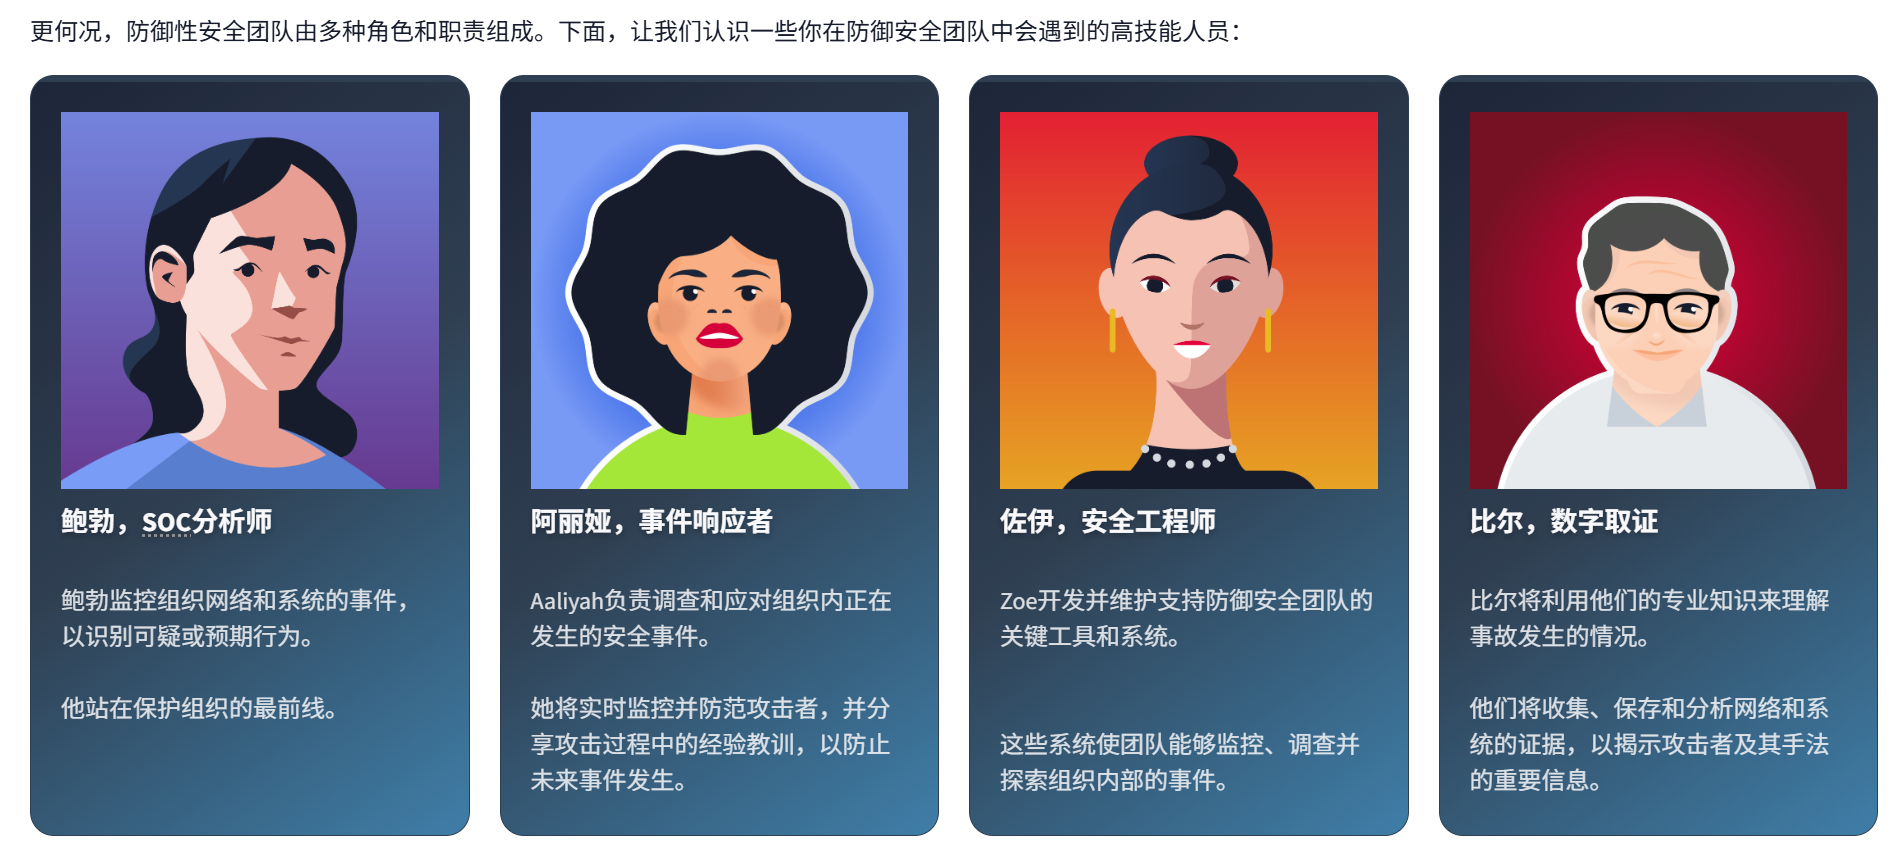 更何况，防御性安全团队由多种角色和职责组成。下面，让我们认识一些你在防御安全团队中会遇到的高技能人员：
鲍勃，SOC分析师
鲍勃监控组织网络和系统的事件，
以识别可疑或预期行为。
他站在保护组织的最前线。
阿丽娅，事件响应者
Aaliyah负责调查和应对组织内正在
发生的安全事件。
她将实时监控并防范攻击者，并分
享攻击过程中的经验教训，以防止
未来事件发生。
佐伊，安全工程师
Zoe开发并维护支持防御安全团队的
关键工具和系统。
这些系统使团队能够监控、调查并
探索组织内部的事件。
比尔，数字取证
比尔将利用他们的专业知识来理解
事故发生的情况。
他们将收集、保存和分析网络和系
统的证据，以揭示攻击者及其手法
的重要信息。